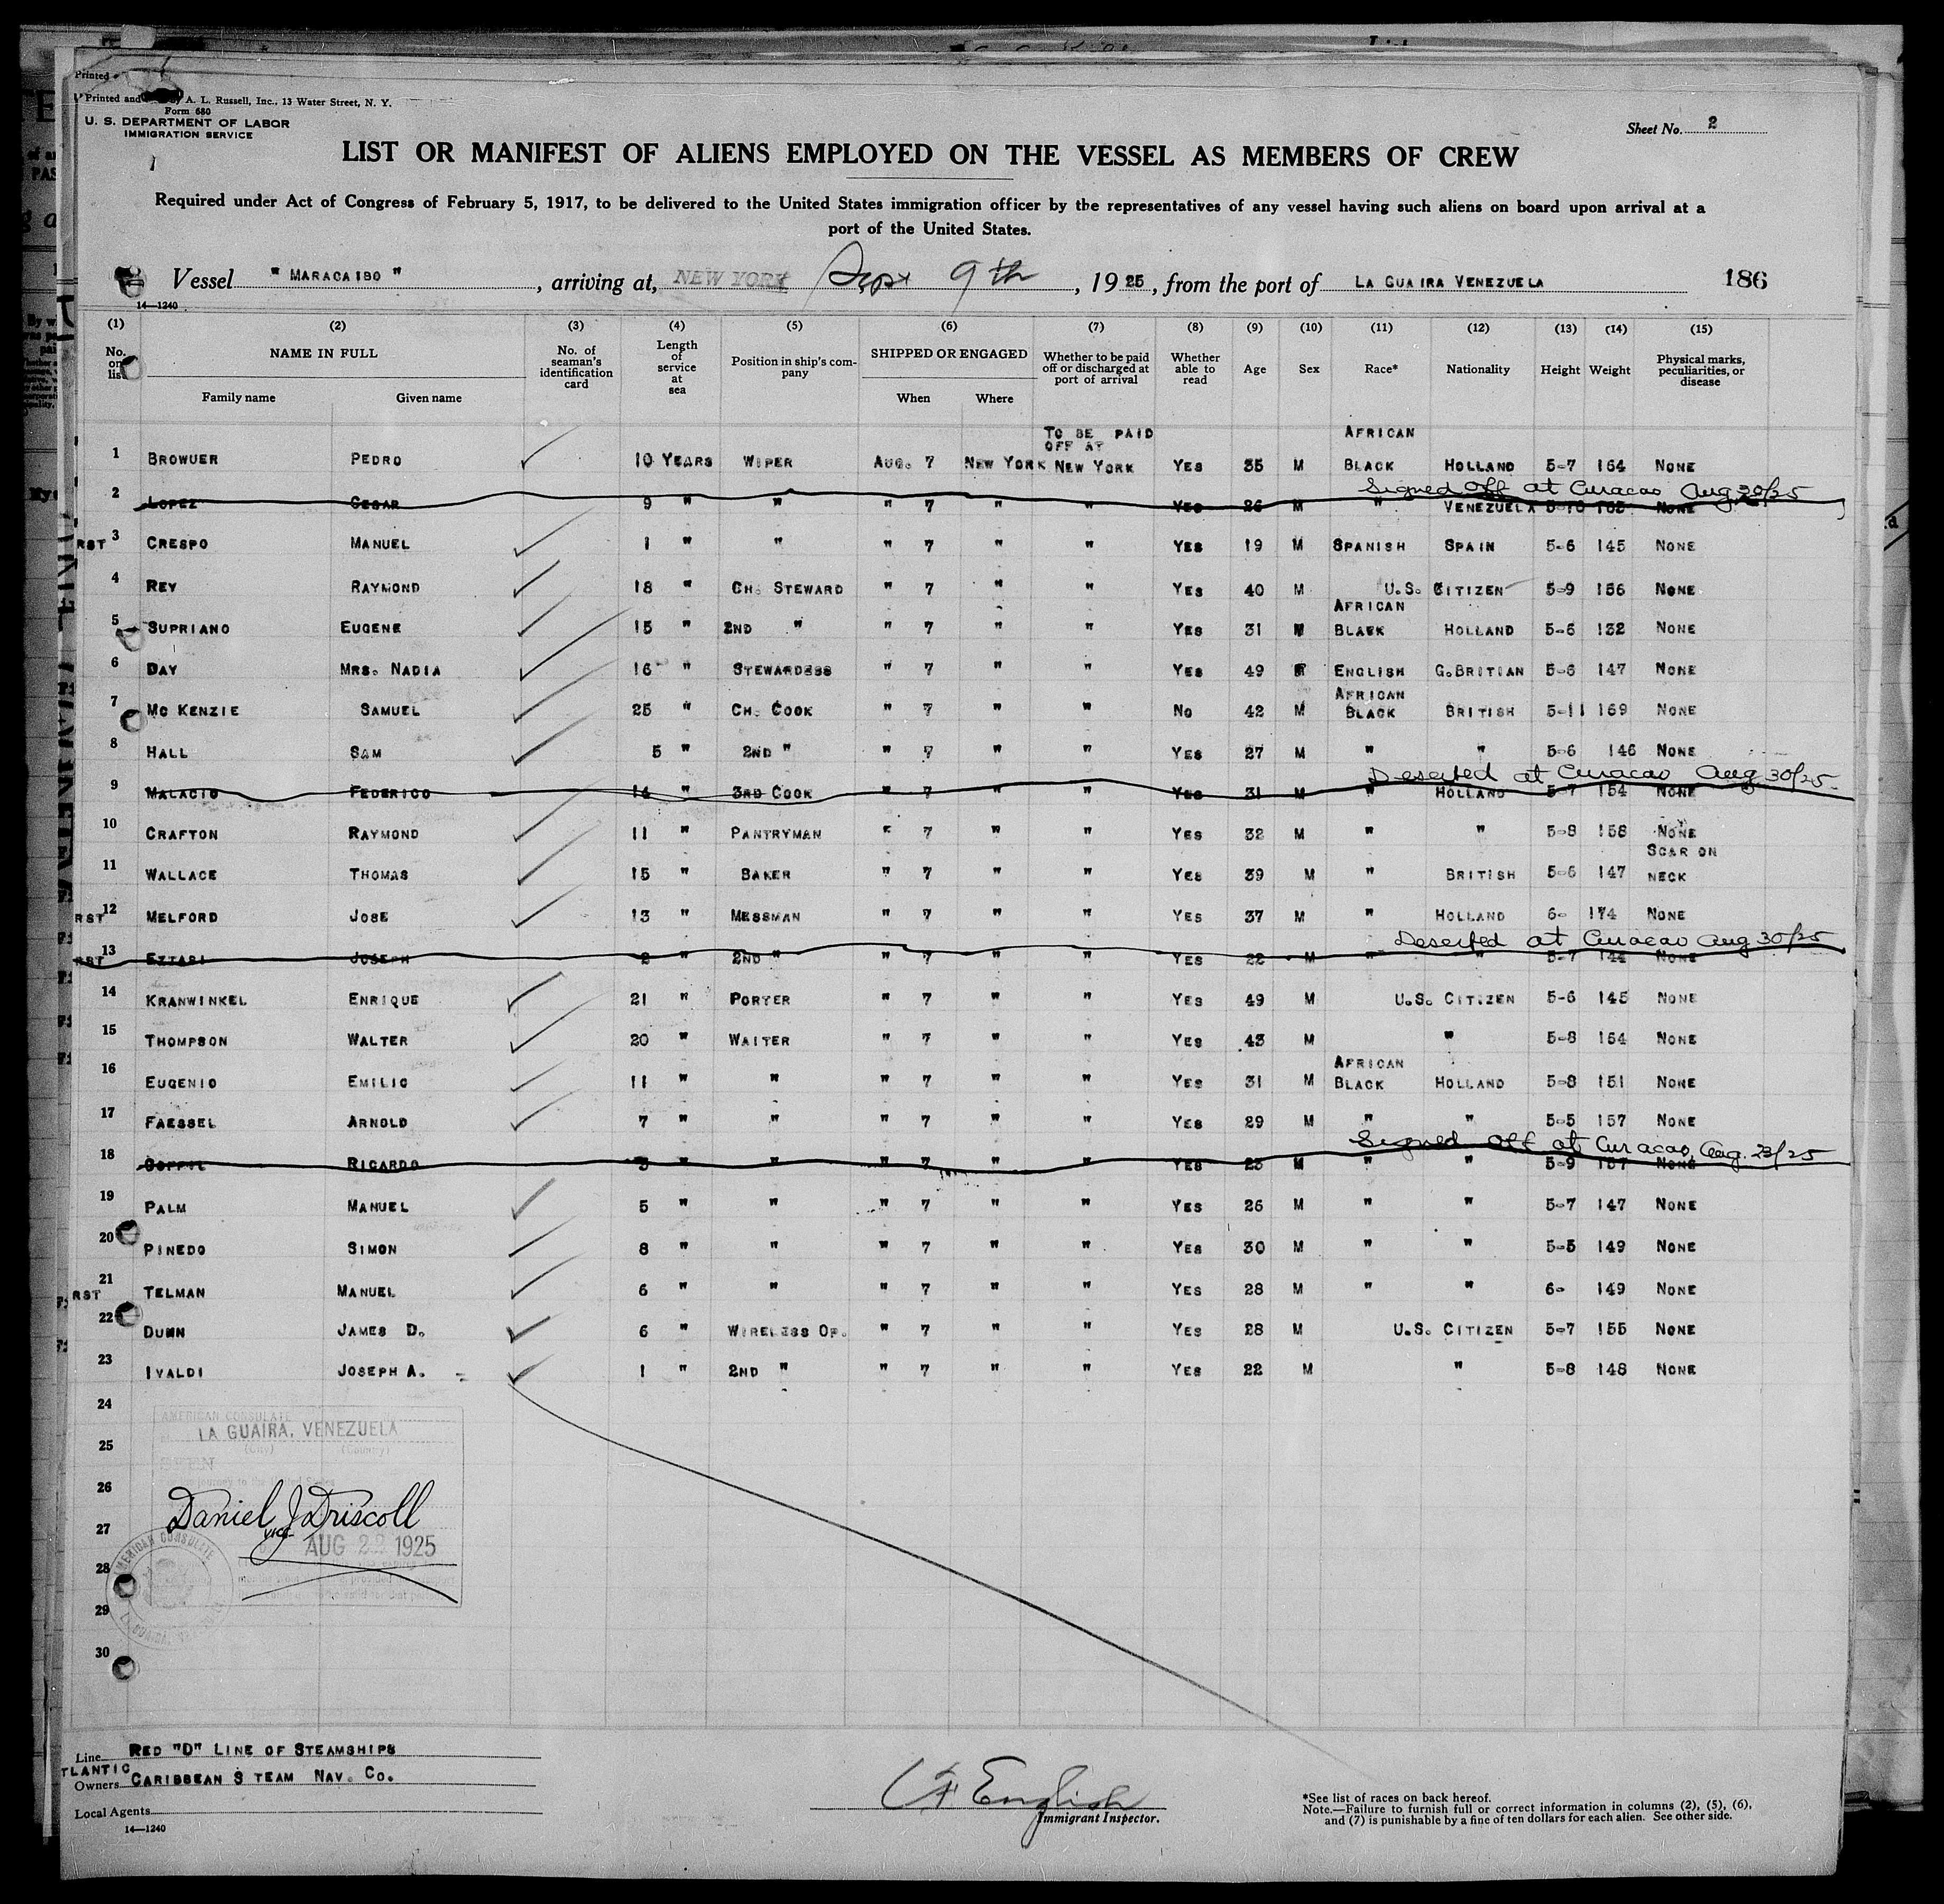 Printed
Printed and by A. L. Russell, Inc., 13 Water Street, N. Y.
Form 680
U. S. DEPARTMENT OF LABOR
IMMIGRATION SERVICE
Sheet No. 2
LIST OR MANIFEST OF ALIENS EMPLOYED ON THE VESSEL AS MEMBERS OF CREW
Required under Act of Congress of February 5, 1917, to be delivered to the United States immigration officer by the representatives of any vessel having such aliens on board upon arrival at a
port of the United States.
Vessel " MARACAIBO ", arriving at, NEW YORK Sept 9th, 1925, from the port of LA GUAIRA VENEZUELA 186
14—1240
(1) (2) (3) (4) (5) (6) (7) (8) (9) (10) (11) (12) (13) (14) (15)
No. on list NAME IN FULL Family name Given name No. of seaman's identification card Length of service at sea Position in ship's company SHIPPED OR ENGAGED When Where Whether to be paid off or discharged at port of arrival Whether able to read Age Sex Race* Nationality Height Weight Physical marks, peculiarities, or disease
TO BE PAID OFF AT AFRICAN
1 BROWUER PEDRO 10 YEARS WIPER AUG. 7 NEW YORK NEW YORK YES 35 M BLACK HOLLAND 5-7 164 NONE
Signed Off at Curacao Aug 30/25
2 LOPEZ CESAR 9 " " " 7 " " YES 26 M " VENEZUELA 5-10 NONE
RST 3 CRESPO MANUEL 1 " " " 7 " " YES 19 M SPANISH SPAIN 5-6 145 NONE
4 REY RAYMOND 18 " CH. STEWARD " 7 " " YES 40 M U.S. CITIZEN 5-9 156 NONE
AFRICAN
5 SUPRIANO EUGENE 15 " 2ND " " 7 " " YES 31 M BLACK HOLLAND 5-6 132 NONE
6 DAY MRS. NADIA 16 " STEWARDESS " 7 " " YES 49 F ENGLISH G.BRITIAN 5-6 147 NONE
AFRICAN
7 MC KENZIE SAMUEL 25 " CH. COOK " 7 " " NO 42 M BLACK BRITISH 5-11 169 NONE
8 HALL SAM 5 " 2ND " " 7 " " YES 27 M " " 5-6 146 NONE
Deserted at Curacao Aug 30/25
9 MALACIO FEDERICO 14 " 3RD COOK " 7 " " YES 31 M " HOLLAND 5-7 154 NONE
10 CRAFTON RAYMOND 11 " PANTRYMAN " 7 " " YES 32 M " " 5-8 158 NONE
SCAR ON
11 WALLACE THOMAS 15 " BAKER " 7 " " YES 39 M " BRITISH 5-6 147 NECK
RST 12 MELFORD JOSE 13 " MESSMAN " 7 " " YES 37 M " HOLLAND 6- 174 NONE
Deserted at Curacao Aug 30/25
RST 13 JOSEPH 2 " 2ND " " 7 " " YES 22 M " " 5-7 144 NONE
14 KRANWINKEL ENRIQUE 21 " PORTER " 7 " " YES 49 M U.S. CITIZEN 5-6 145 NONE
15 THOMPSON WALTER 20 " WAITER " 7 " " YES 43 M " 5-8 164 NONE
AFRICAN
16 EUGENIO EMILIO 11 " " " 7 " " YES 31 M BLACK HOLLAND 5-8 151 NONE
17 FAESSEL ARNOLD 7 " " " 7 " " YES 29 M " " 5-5 157 NONE
Signed Off at Curacao, Aug. 23/25
18 RICARDO 3 " " " 7 " " YES 23 M " " 5-9 157 NONE
19 PALM MANUEL 5 " " " 7 " " YES 26 M " " 5-7 147 NONE
20 PINEDO SIMON 8 " " " 7 " " YES 30 M " " 5-5 149 NONE
RST 21 TELMAN MANUEL 6 " " " 7 " " YES 28 M " " 6- 149 NONE
22 DUNN JAMES D. 6 " WIRELESS OP. " 7 " " YES 28 M U.S. CITIZEN 5-7 155 NONE
23 IVALDI JOSEPH A. 1 " 2ND " " 7 " " YES 22 M " 5-8 148 NONE
24
AMERICAN CONSULATE
LA GUAIRA, VENEZUELA
(City) (Country)
25
SEEN
26
Daniel J Driscoll
27
VICE
AUG 1925
AMERICAN CONSULATE
28
29
30
Line RED "D" LINE OF STEAMSHIPS
TLANTIC
Owners CARIBBEAN STEAM NAV. CO.
Local Agents
14—1240
English
Immigrant Inspector.
*See list of races on back hereof.
Note.—Failure to furnish full or correct information in columns (2), (5), (6),
and (7) is punishable by a fine of ten dollars for each alien. See other side.